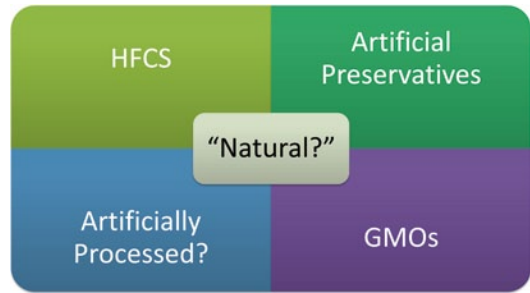 HFCS
Artificial
Preservatives
“Natural?”
Artificially
Processed?
GMOs